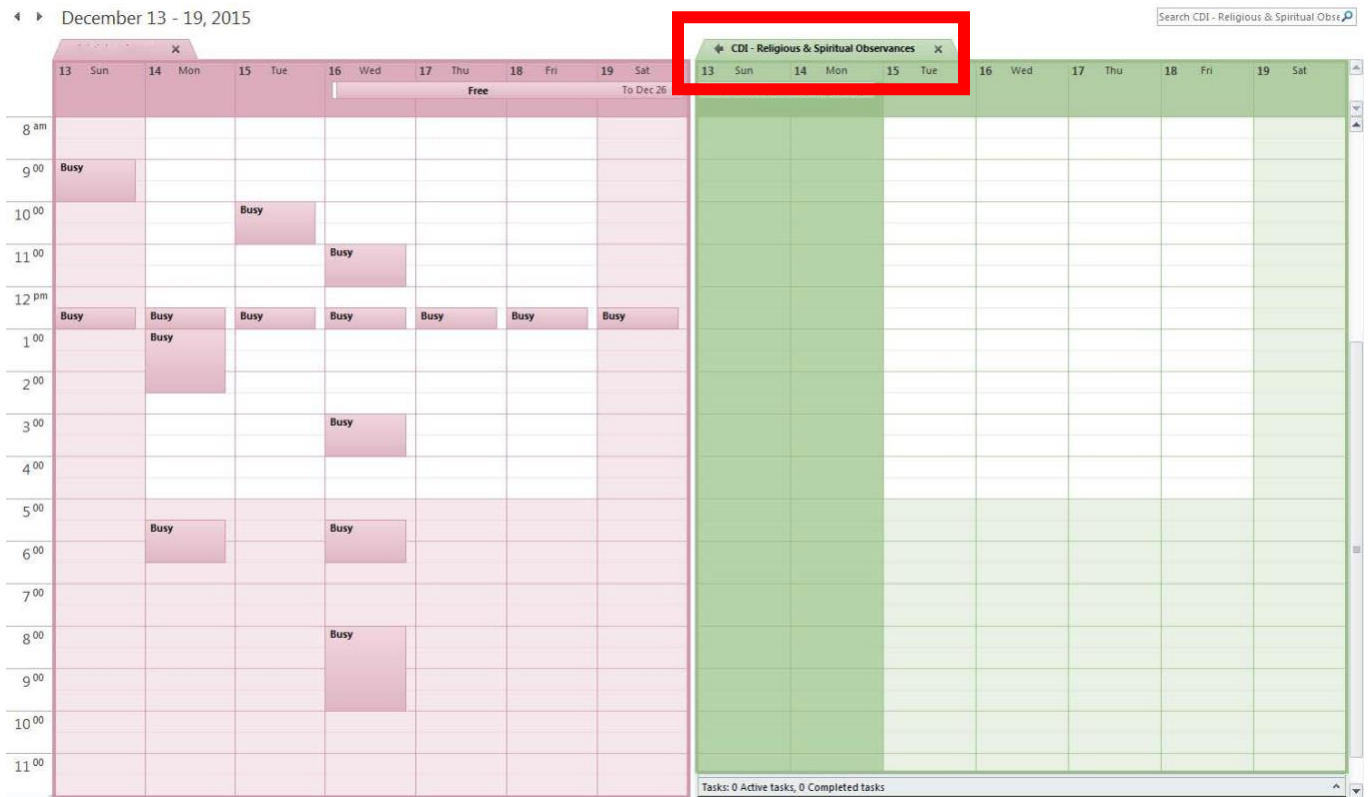 December 13 - 19, 2015
Search CDI - Religious & Spiritual Obse
CDI - Religious & Spiritual Observances
13 Sun 14 Mon 15 Tue 16 Wed 17 Thu 18 Fri 19 Sat
13 Sun 14 Mon 15 Tue 16 Wed 17 Thu 18 Fri 19 Sat
Free To Dec 26
8 am
9 00 Busy
10 00 Busy
11 00 Busy
12 pm
Busy Busy Busy Busy Busy Busy Busy
1 00 Busy
2 00
3 00 Busy
4 00
5 00
Busy Busy
6 00
7 00
8 00 Busy
9 00
10 00
11 00
Tasks: 0 Active tasks, 0 Completed tasks